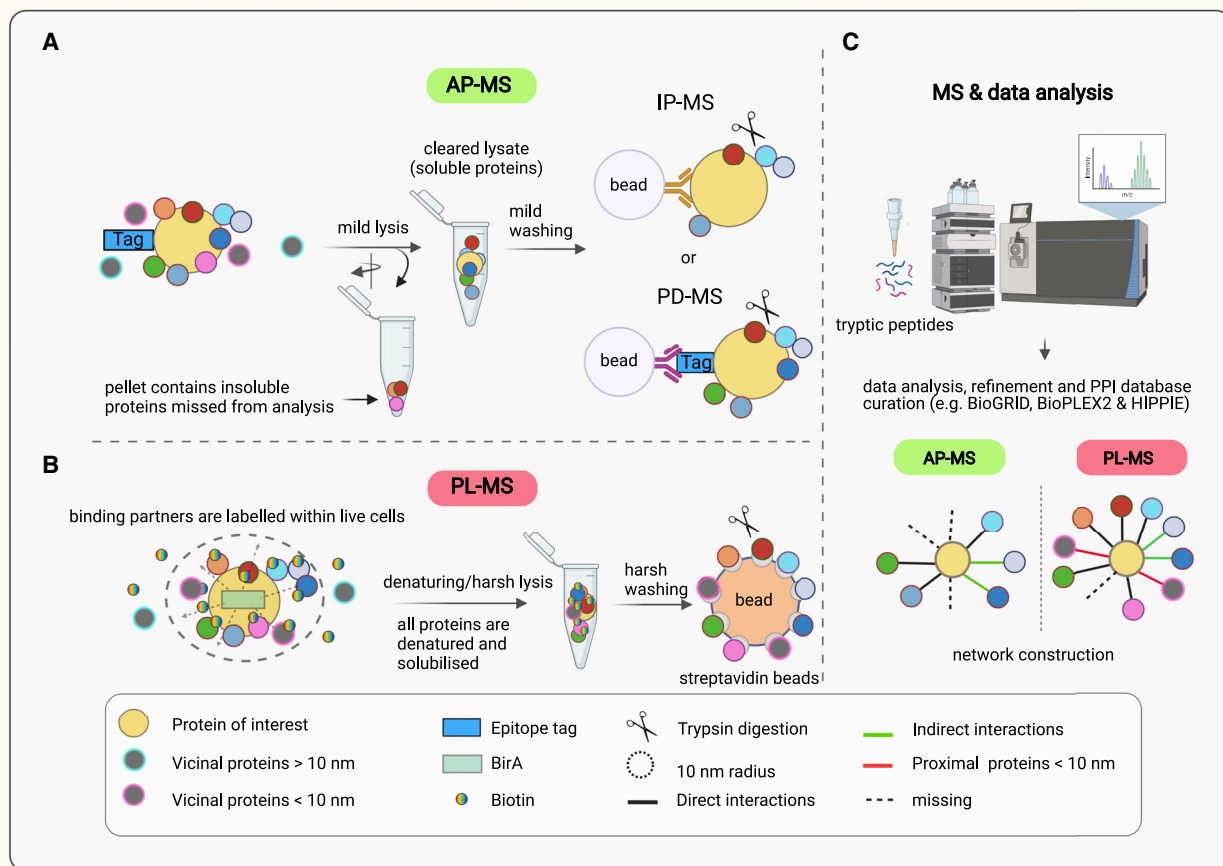 A
AP-MS
cleared lysate
(soluble proteins)
Tag
mild lysis
mild
washing
pellet contains insoluble
proteins missed from analysis
IP-MS
bead
or
PD-MS
bead
Tag
B
PL-MS
binding partners are labelled within live cells
denaturing/harsh lysis
all proteins are
denatured and
solubilised
harsh
washing
bead
streptavidin beads
C
MS & data analysis
Intensity
m/z
tryptic peptides
data analysis, refinement and PPI database
curation (e.g. BioGRID, BioPLEX2 & HIPPIE)
AP-MS
PL-MS
network construction
Protein of interest
Vicinal proteins > 10 nm
Vicinal proteins < 10 nm
Epitope tag
BirA
Biotin
Trypsin digestion
10 nm radius
Direct interactions
Indirect interactions
Proximal proteins < 10 nm
missing